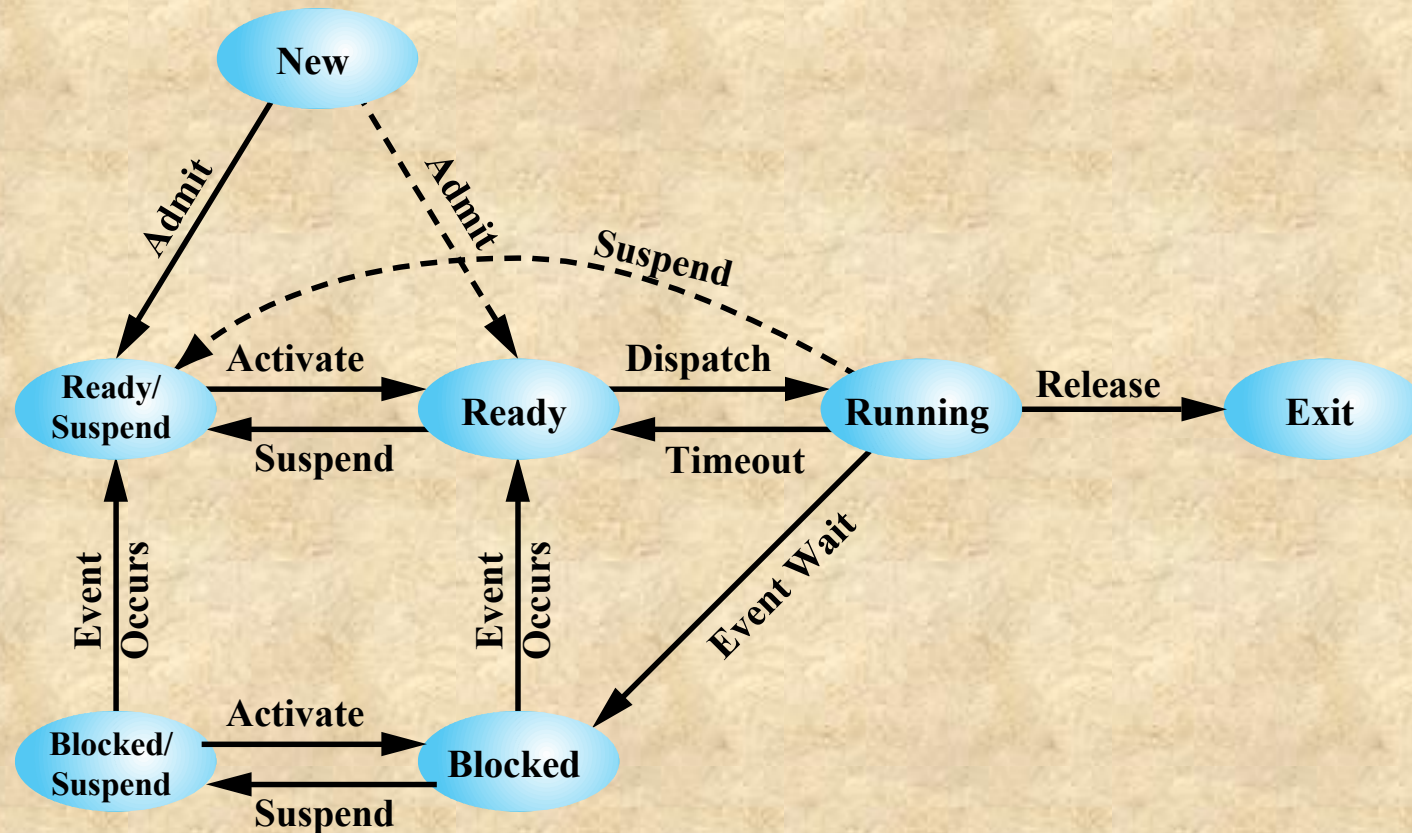 New
Admit
Admit
Suspend
Activate
Dispatch
Release
Ready/
Suspend
Ready
Running
Exit
Suspend
Timeout
Event
Occurs
Event
Occurs
Event Wait
Activate
Blocked/
Suspend
Blocked
Suspend